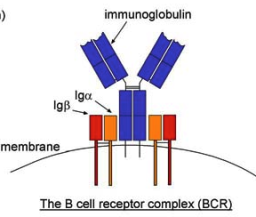 )
immunoglobulin
Igα
Igβ
membrane
The B cell receptor complex (BCR)